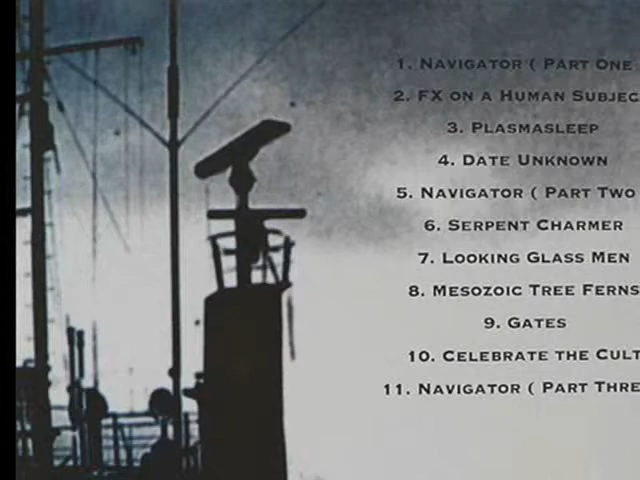 1. NAVIGATOR ( PART ONE
2. FX ON A HUMAN SUBJEC
3. PLASMASLEEP
4. DATE UNKNOWN
5. NAVIGATOR ( PART TWO
6. SERPENT CHARMER
7. LOOKING GLASS MEN
8. MESOZOIC TREE FERNS
9. GATES
10. CELEBRATE THE CULT
11. NAVIGATOR ( PART THRE